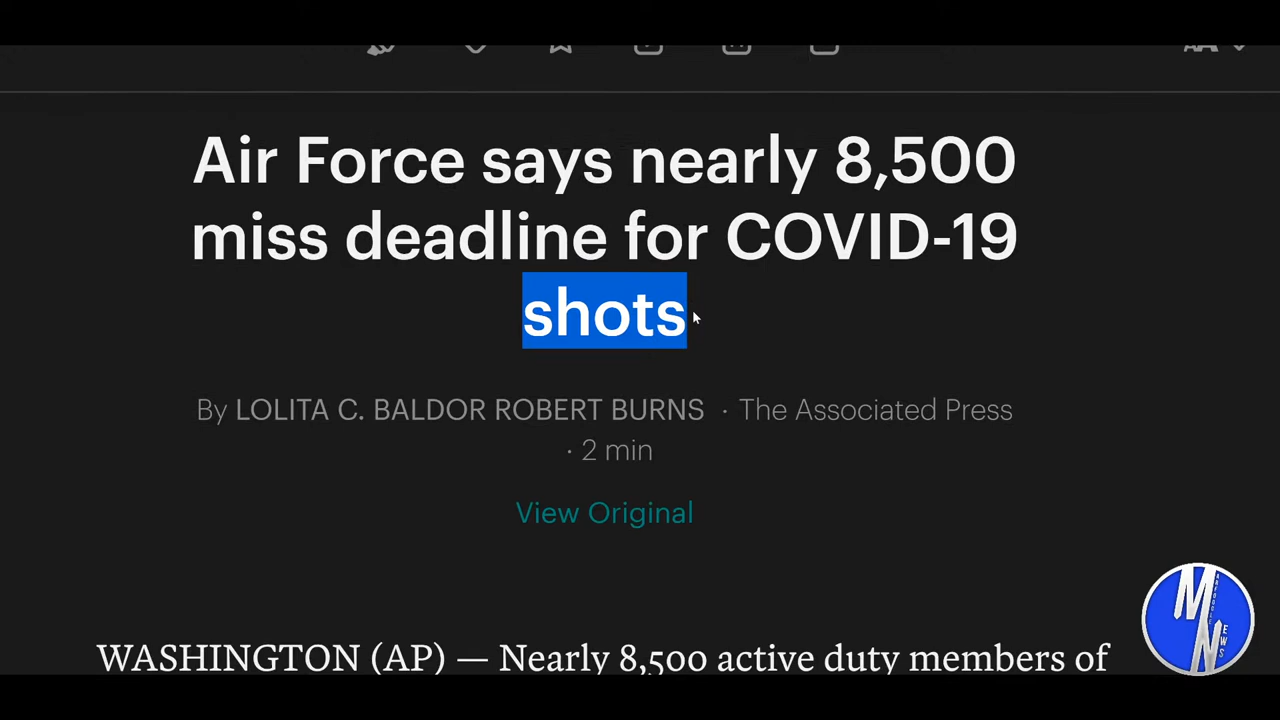 Air Force says nearly 8,500
miss deadline for COVID-19
shots
By LOLITA C. BALDOR ROBERT BURNS · The Associated Press
· 2 min
View Original
WASHINGTON (AP) — Nearly 8,500 active duty members of